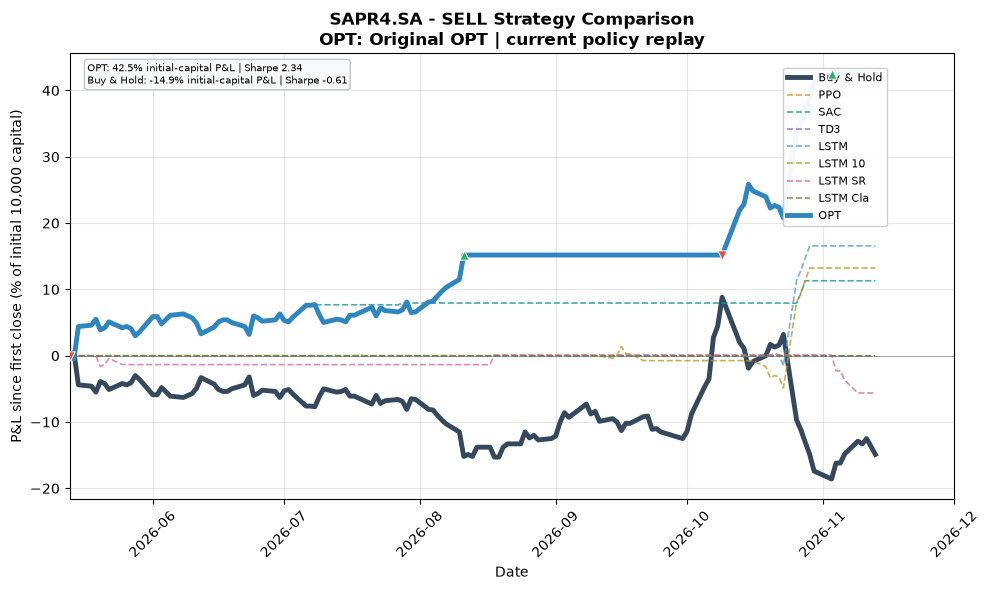 SAPR4.SA - SELL Strategy Comparison
OPT: Original OPT | current policy replay
OPT: 42.5% initial-capital P&L | Sharpe 2.34
Buy & Hold: -14.9% initial-capital P&L | Sharpe -0.61
Buy & Hold
PPO
SAC
TD3
LSTM
LSTM 10
LSTM SR
LSTM Cla
OPT
P&L since first close (% of initial 10,000 capital)
40
30
20
10
0
−10
−20
2026-06
2026-07
2026-08
2026-09
2026-10
2026-11
2026-12
Date